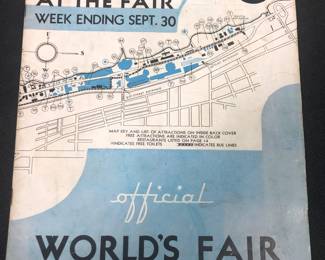 AT THE FAIR
WEEK ENDING SEPT. 30
MAP KEY AND LIST OF ATTRACTIONS ON INSIDE BACK COVER
FREE ATTRACTIONS ARE INDICATED IN COLOR
RESTAURANTS LISTED ON PAGE 14
INDICATES FREE TOILETS
INDICATES BUS LINES
official
WORLD'S FAIR